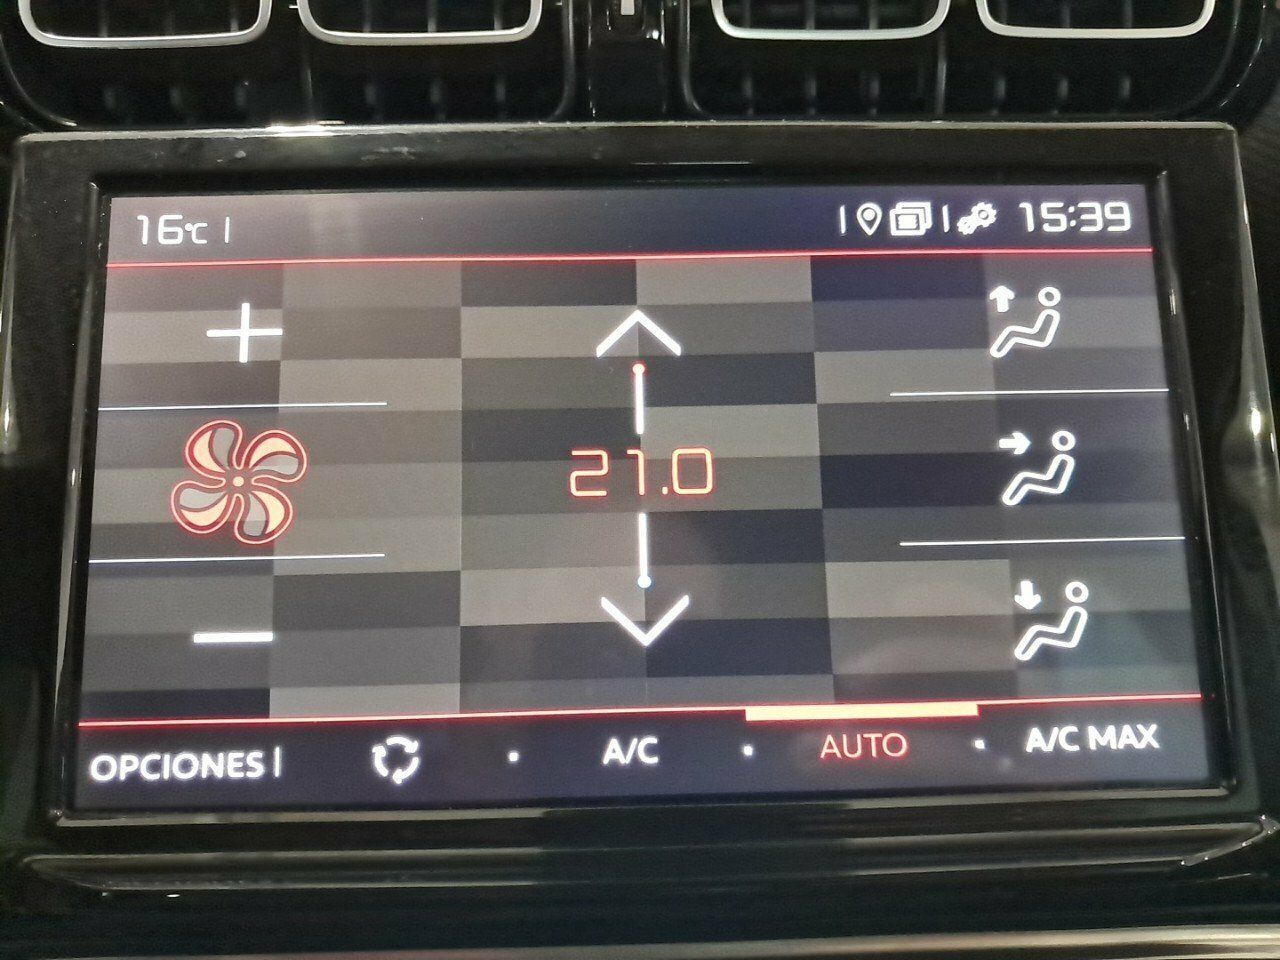 16°C
15:39
21.0
OPCIONES
A/C
AUTO
A/C MAX